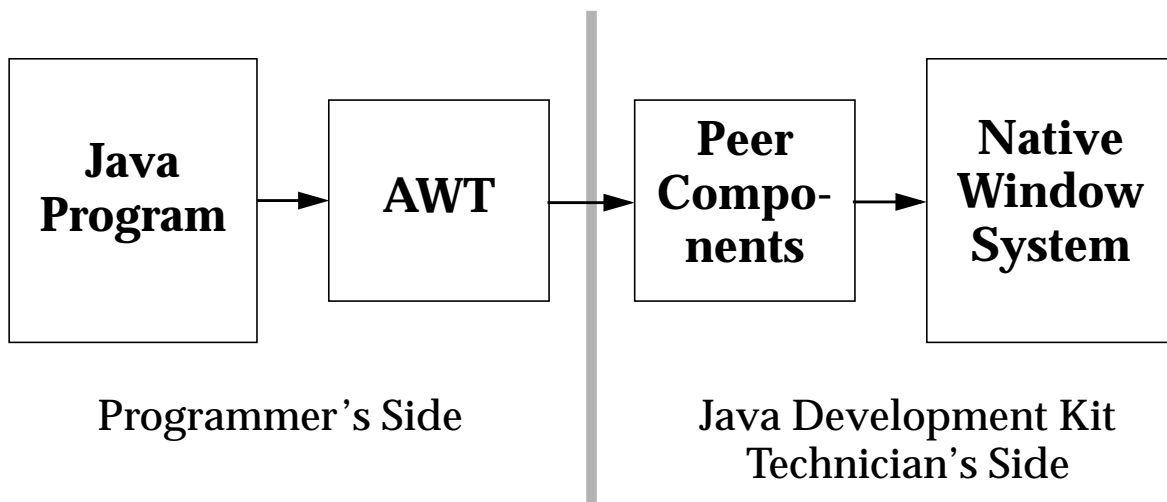 Java
Program
AWT
Peer
Compo-
nents
Native
Window
System
Programmer's Side
Java Development Kit
Technician's Side